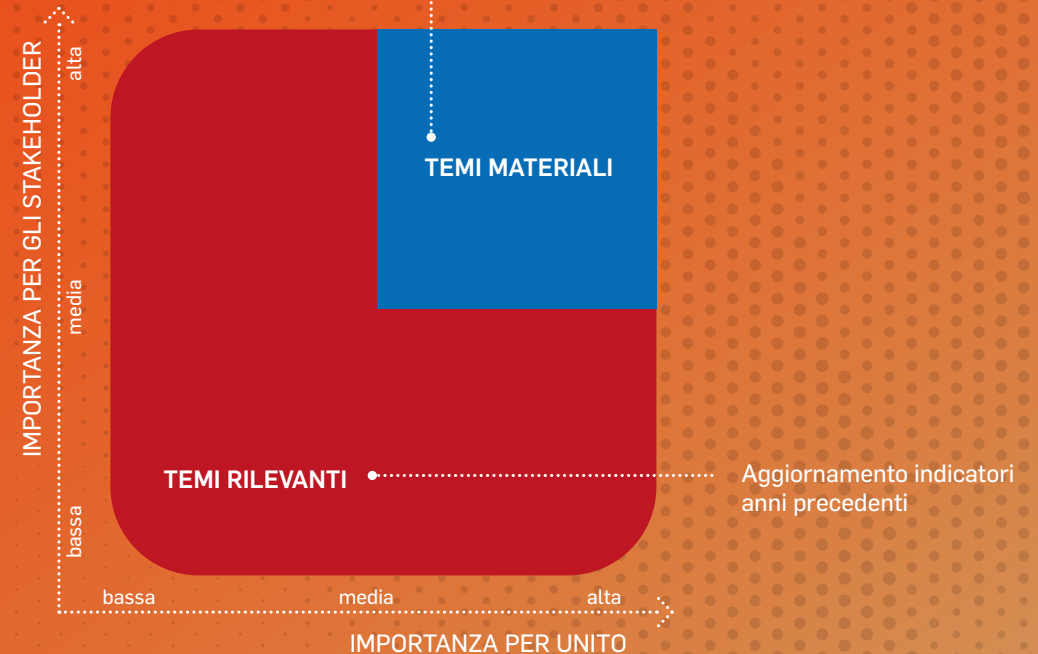 IMPORTANZA PER GLI STAKEHOLDER
alta
media
bassa
TEMI MATERIALI
TEMI RILEVANTI
Aggiornamento indicatori
anni precedenti
bassa
media
alta
IMPORTANZA PER UNITO